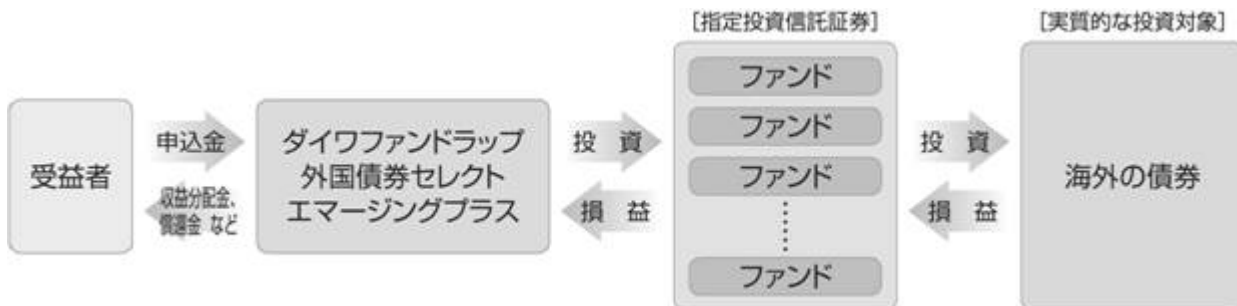 [指定投資信託証券]
[実質的な投資対象]
受益者
申込金
収益分配金、
償還金 など
ダイワファンドラップ
外国債券セレクト
エマージングプラス
投 資
損 益
ファンド
ファンド
ファンド
ファンド
投 資
損 益
海外の債券